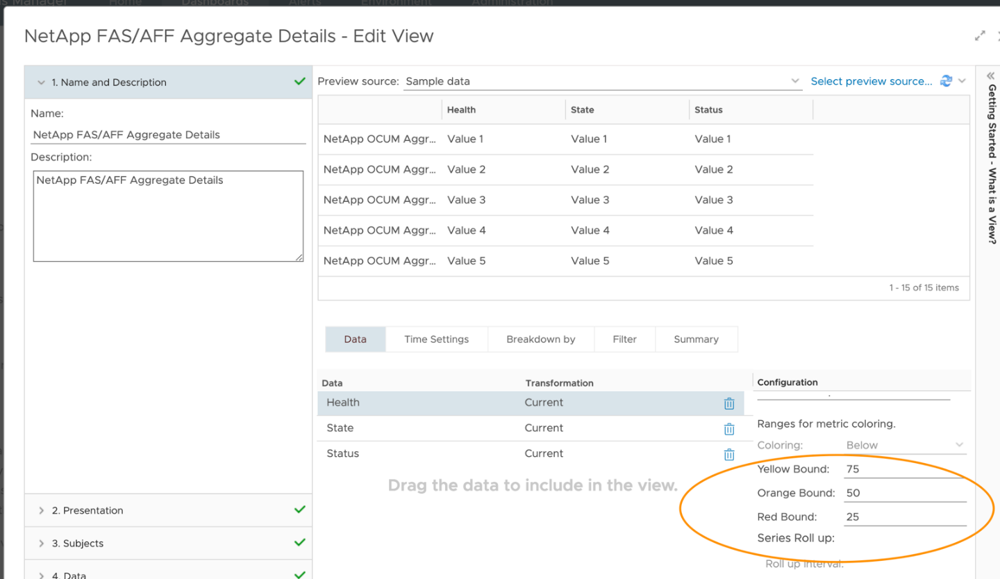 Manager Home Dashboards Alerts Environment Administration
NetApp FAS/AFF Aggregate Details - Edit View
1. Name and Description
Name:
NetApp FAS/AFF Aggregate Details
Description:
NetApp FAS/AFF Aggregate Details
2. Presentation
3. Subjects
4. Data
Preview source: Sample data Select preview source...
Health State Status
NetApp OCUM Aggr... Value 1 Value 1 Value 1
NetApp OCUM Aggr... Value 2 Value 2 Value 2
NetApp OCUM Aggr... Value 3 Value 3 Value 3
NetApp OCUM Aggr... Value 4 Value 4 Value 4
NetApp OCUM Aggr... Value 5 Value 5 Value 5
1 - 15 of 15 items
Data Time Settings Breakdown by Filter Summary
Data Transformation
Health Current
State Current
Status Current
Drag the data to include in the view.
Configuration
Ranges for metric coloring.
Coloring: Below
Yellow Bound: 75
Orange Bound: 50
Red Bound: 25
Series Roll up:
Roll up interval:
Getting Started - What is a View?